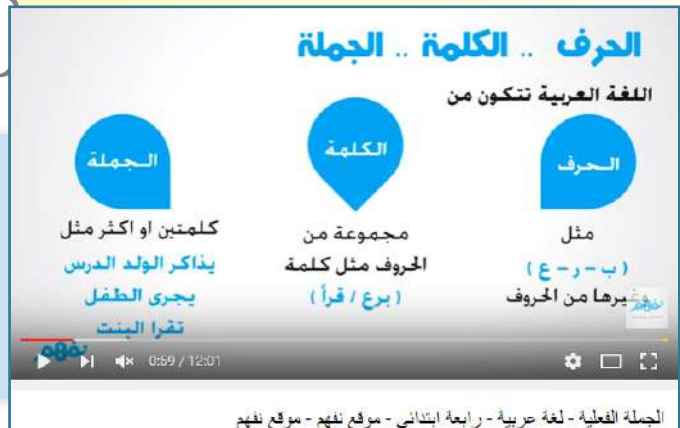 الحرف .. الكلمة .. الجملة
اللغة العربية تتكون من
الحرف
مثل
( ب - ر - ع )
وغيرها من الحروف
الكلمة
مجموعة من
الحروف مثل كلمة
( برع / قرأ )
الجملة
كلمتين او اكثر مثل
يذاكر الولد الدرس
يجرى الطفل
تقرا البنت
نفهم
0:59 / 12:01
الجملة الفعلية - لغة عربية - رابعة ابتدائي - موقع نفهم - موقع نفهم